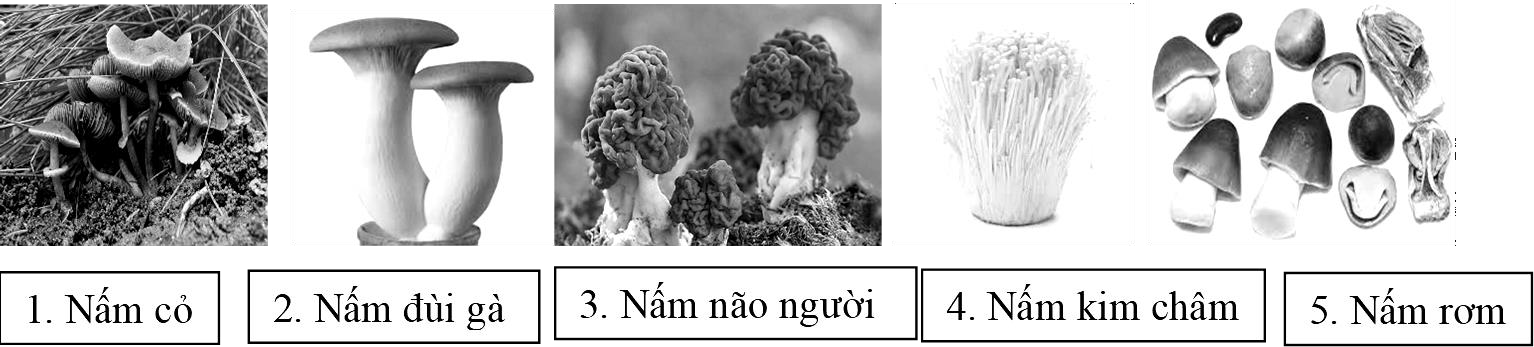 1. Nấm cỏ
2. Nấm đùi gà
3. Nấm não người
4. Nấm kim châm
5. Nấm rơm